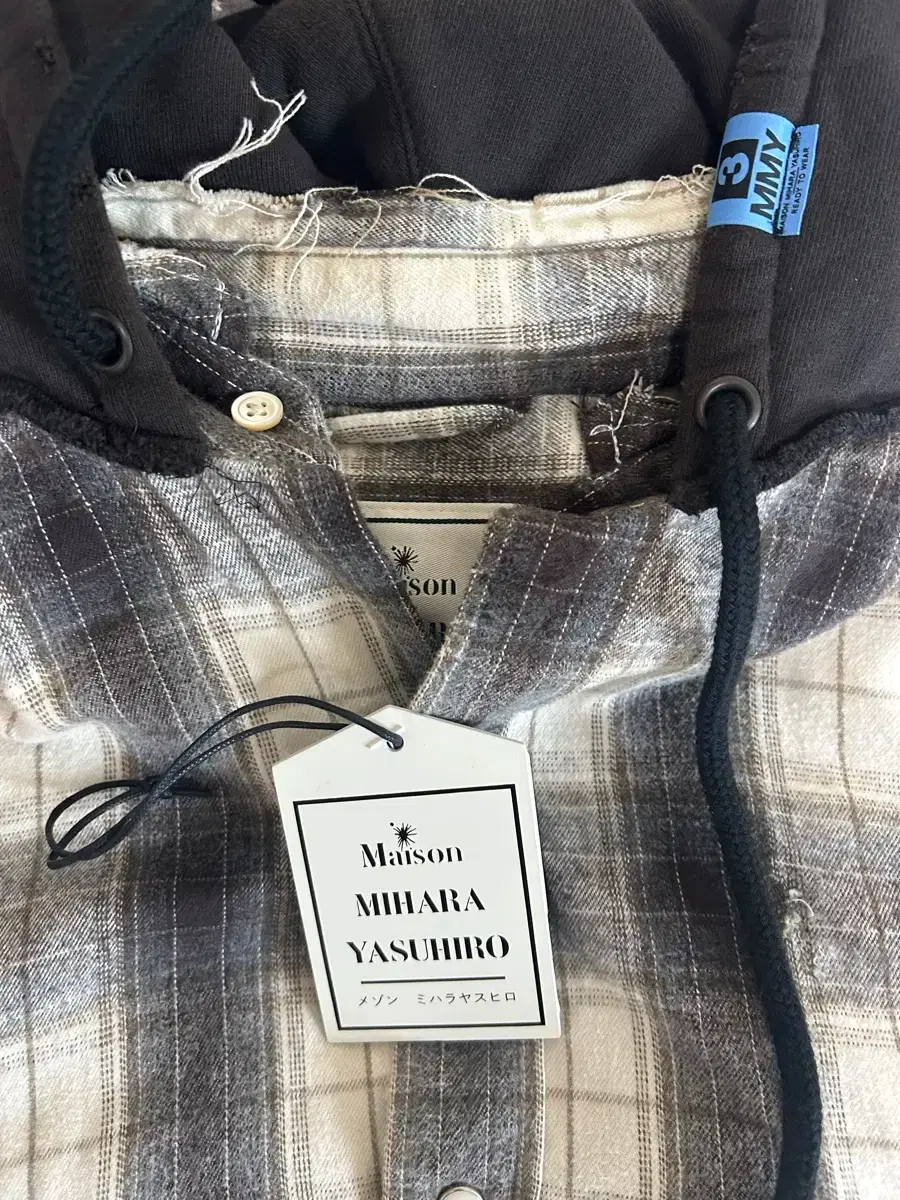 3
MMY
MAISON MIHARA YASUHIRO
READY TO WEAR
Maison
MIHARA
YASUHIRO
メゾン ミハラヤスヒロ